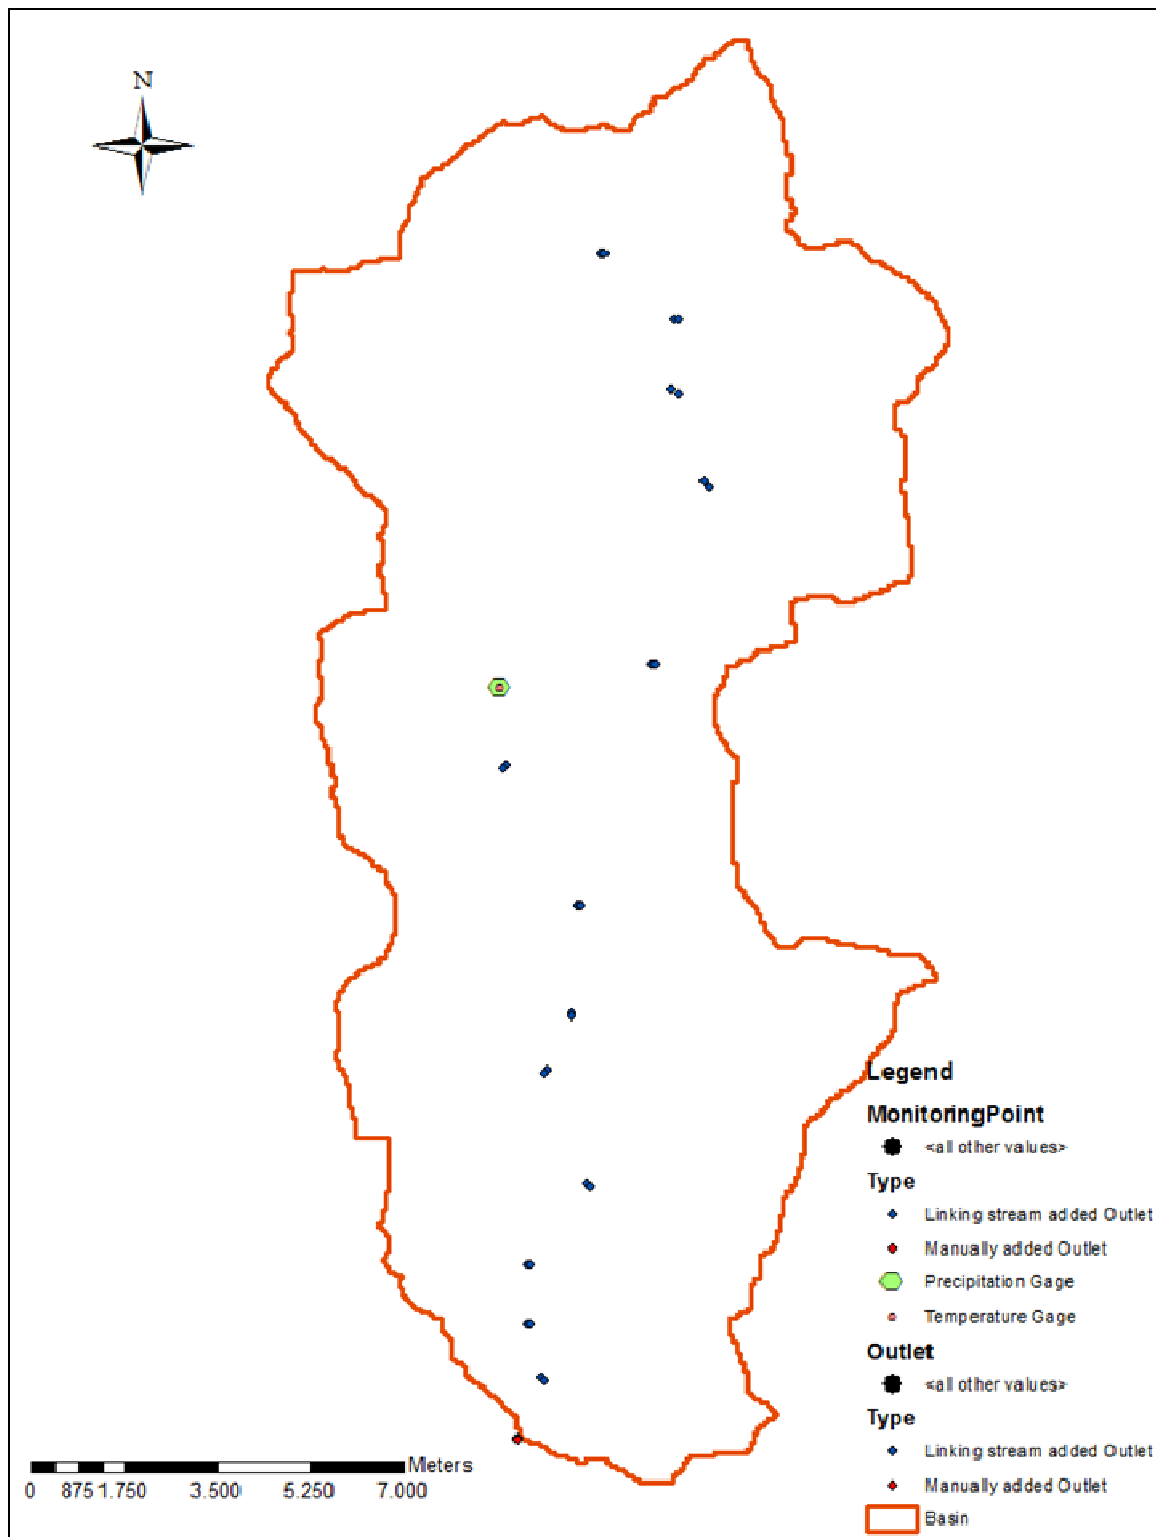 N
Legend
MonitoringPoint
<all other values>
Type
Linking stream added Outlet
Manually added Outlet
Precipitation Gage
Temperature Gage
Outlet
<all other values>
Type
Linking stream added Outlet
Manually added Outlet
Basin
Meters
0 875 1.750 3.500 5.250 7.000